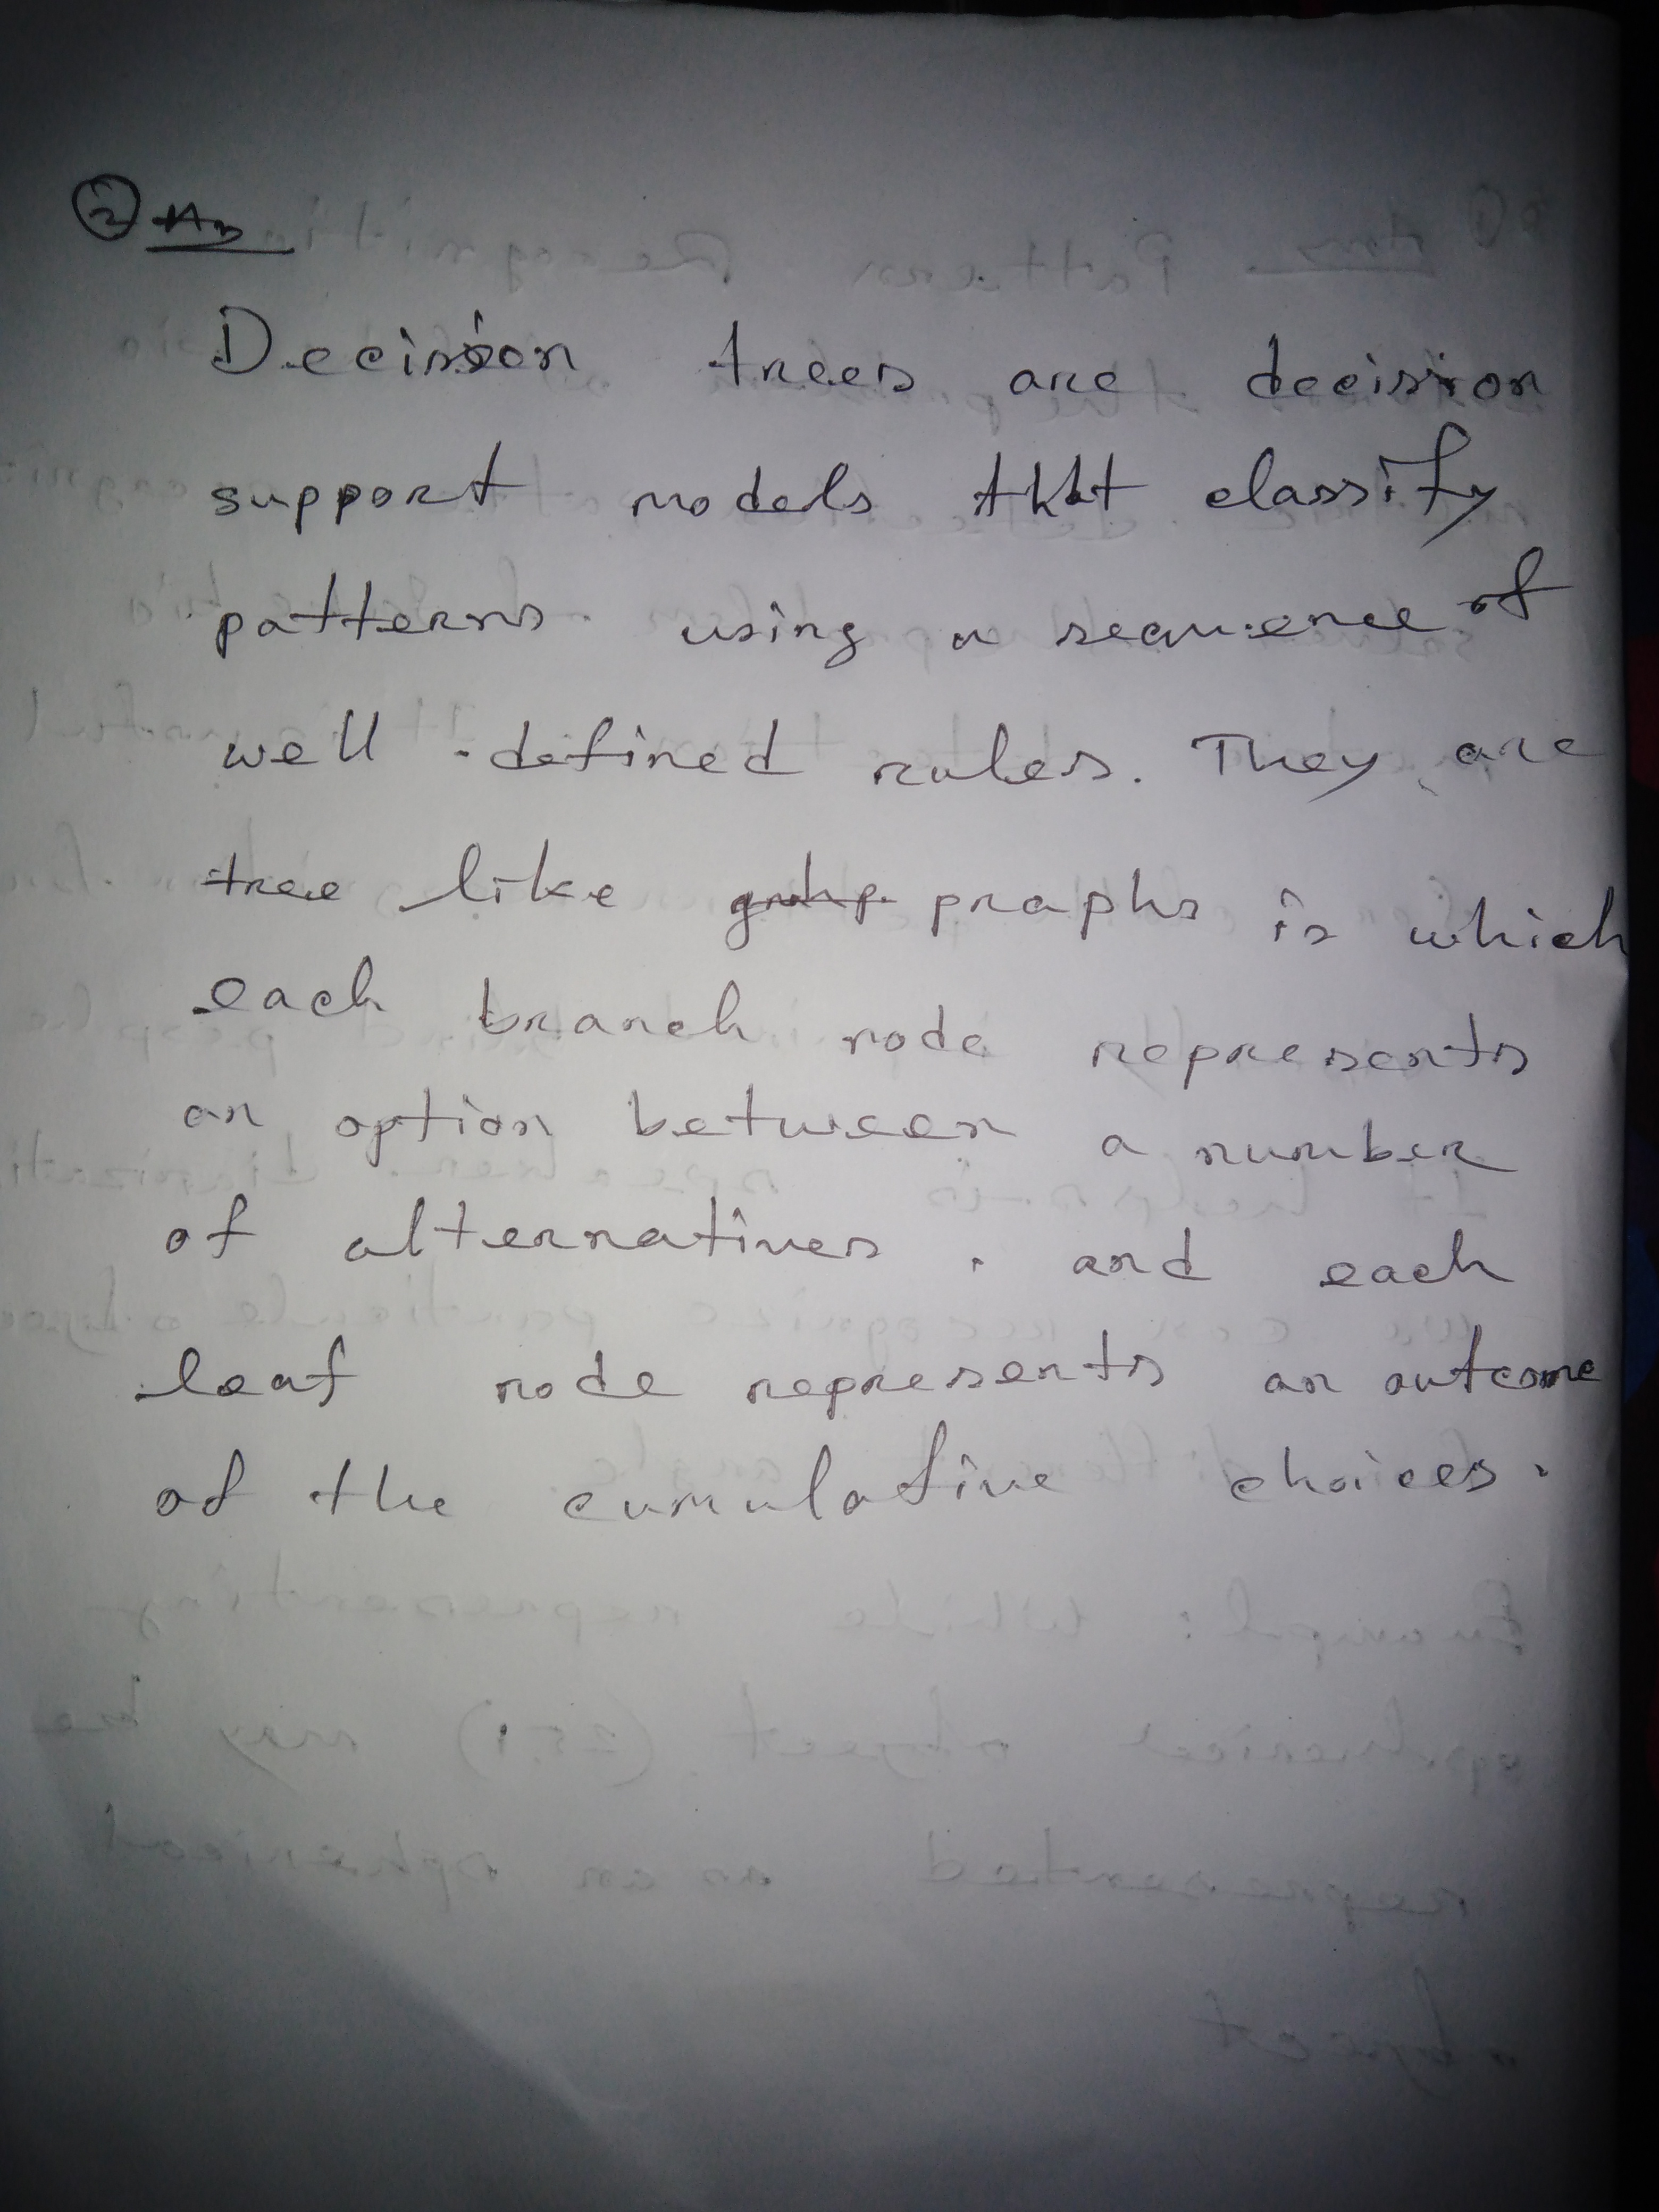 ② Ans
Decision trees are decision
support models that classify
patterns using a sequence of
well-defined rules. They are
tree like praphs is which
each branch node represents
an option between a number
of alternatives. and each
leaf node represents an outcome
of the cumulative choices.